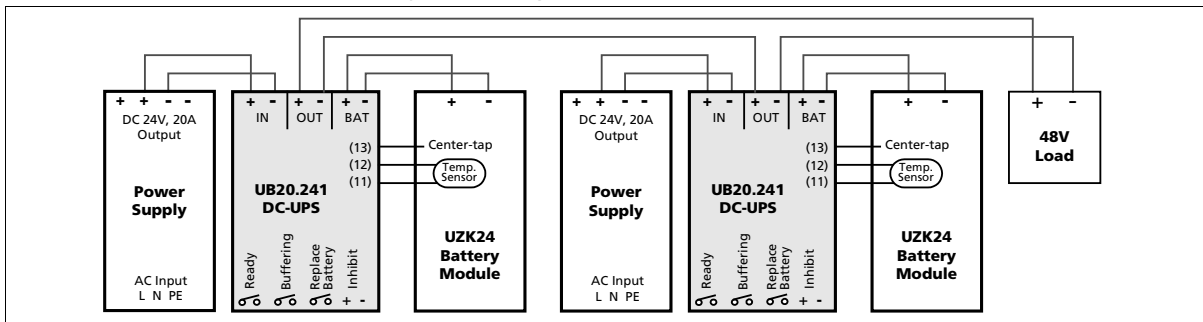 + + - -
DC 24V, 20A
Output
Power
Supply
AC Input
L N PE
+ - + - + -
IN OUT BAT
(13)
(12)
(11)
UB20.241
DC-UPS
Ready
Buffering
Replace
Battery
Inhibit
+ -
+ -
Center-tap
Temp.
Sensor
UZK24
Battery
Module
+ + - -
DC 24V, 20A
Output
Power
Supply
AC Input
L N PE
+ - + - + -
IN OUT BAT
(13)
(12)
(11)
UB20.241
DC-UPS
Ready
Buffering
Replace
Battery
Inhibit
+ -
+ -
Center-tap
Temp.
Sensor
UZK24
Battery
Module
+ -
48V
Load